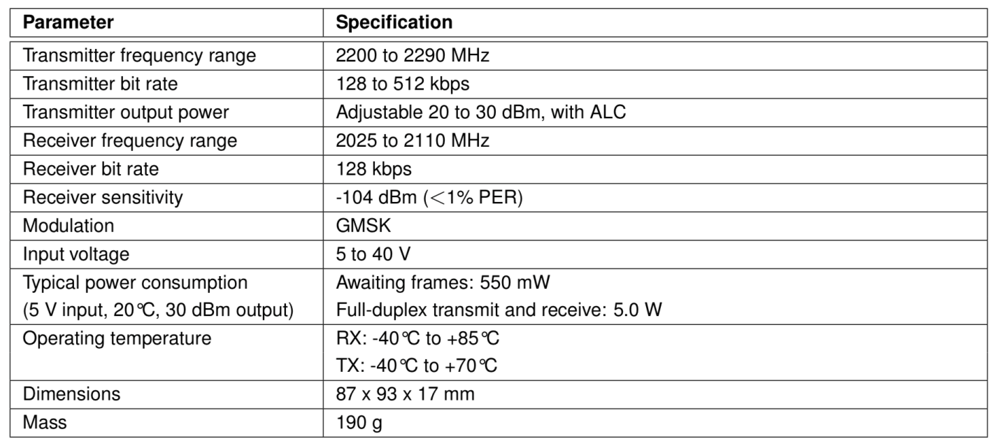 Parameter Specification
Transmitter frequency range 2200 to 2290 MHz
Transmitter bit rate 128 to 512 kbps
Transmitter output power Adjustable 20 to 30 dBm, with ALC
Receiver frequency range 2025 to 2110 MHz
Receiver bit rate 128 kbps
Receiver sensitivity -104 dBm (<1% PER)
Modulation GMSK
Input voltage 5 to 40 V
Typical power consumption Awaiting frames: 550 mW
(5 V input, 20°C, 30 dBm output) Full-duplex transmit and receive: 5.0 W
Operating temperature RX: -40°C to +85°C
TX: -40°C to +70°C
Dimensions 87 x 93 x 17 mm
Mass 190 g